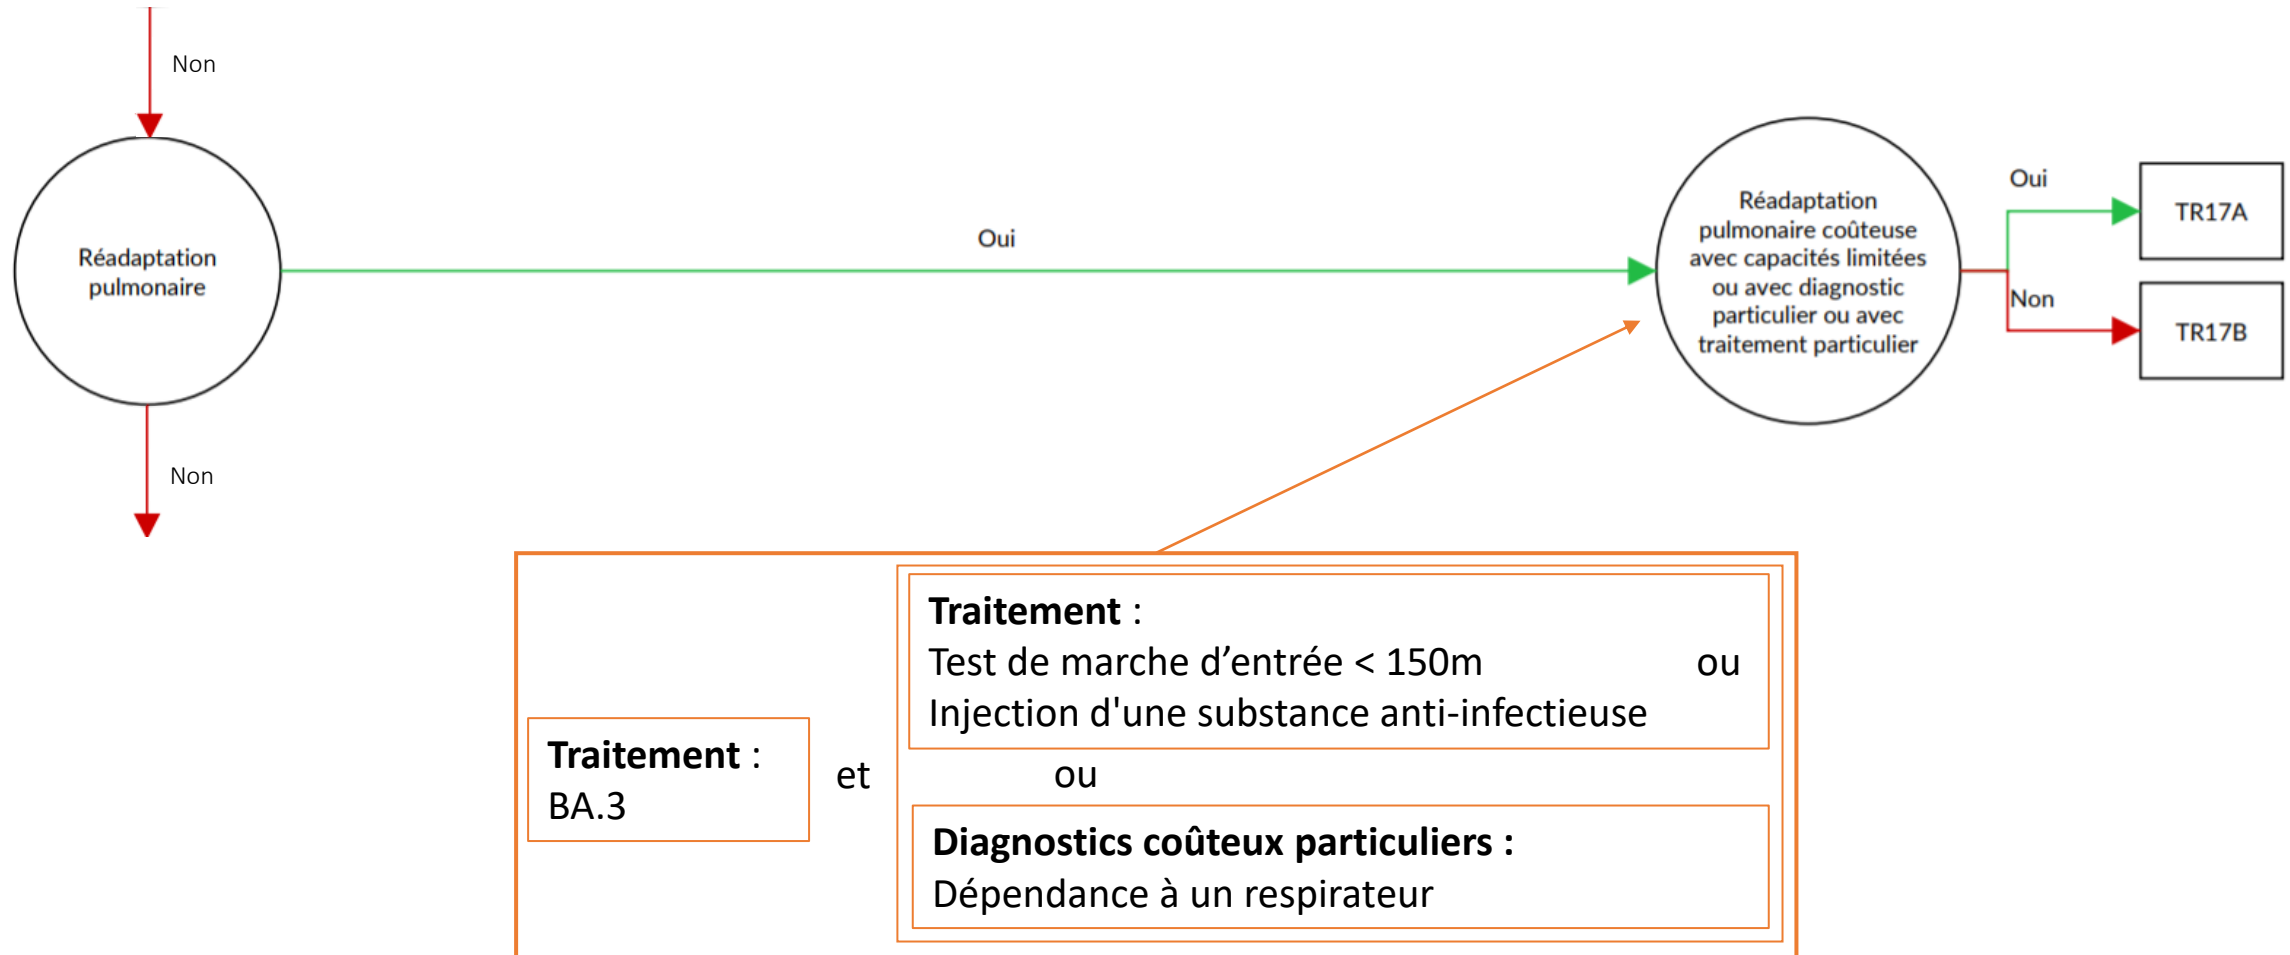 Non
Réadaptation
pulmonaire
Non
Oui
Réadaptation
pulmonaire coûteuse
avec capacités limitées
ou avec diagnostic
particulier ou avec
traitement particulier
Oui
TR17A
Non
TR17B
Traitement :
BA.3
et
Traitement :
Test de marche d’entrée < 150m ou
Injection d'une substance anti-infectieuse
ou
Diagnostics coûteux particuliers :
Dépendance à un respirateur